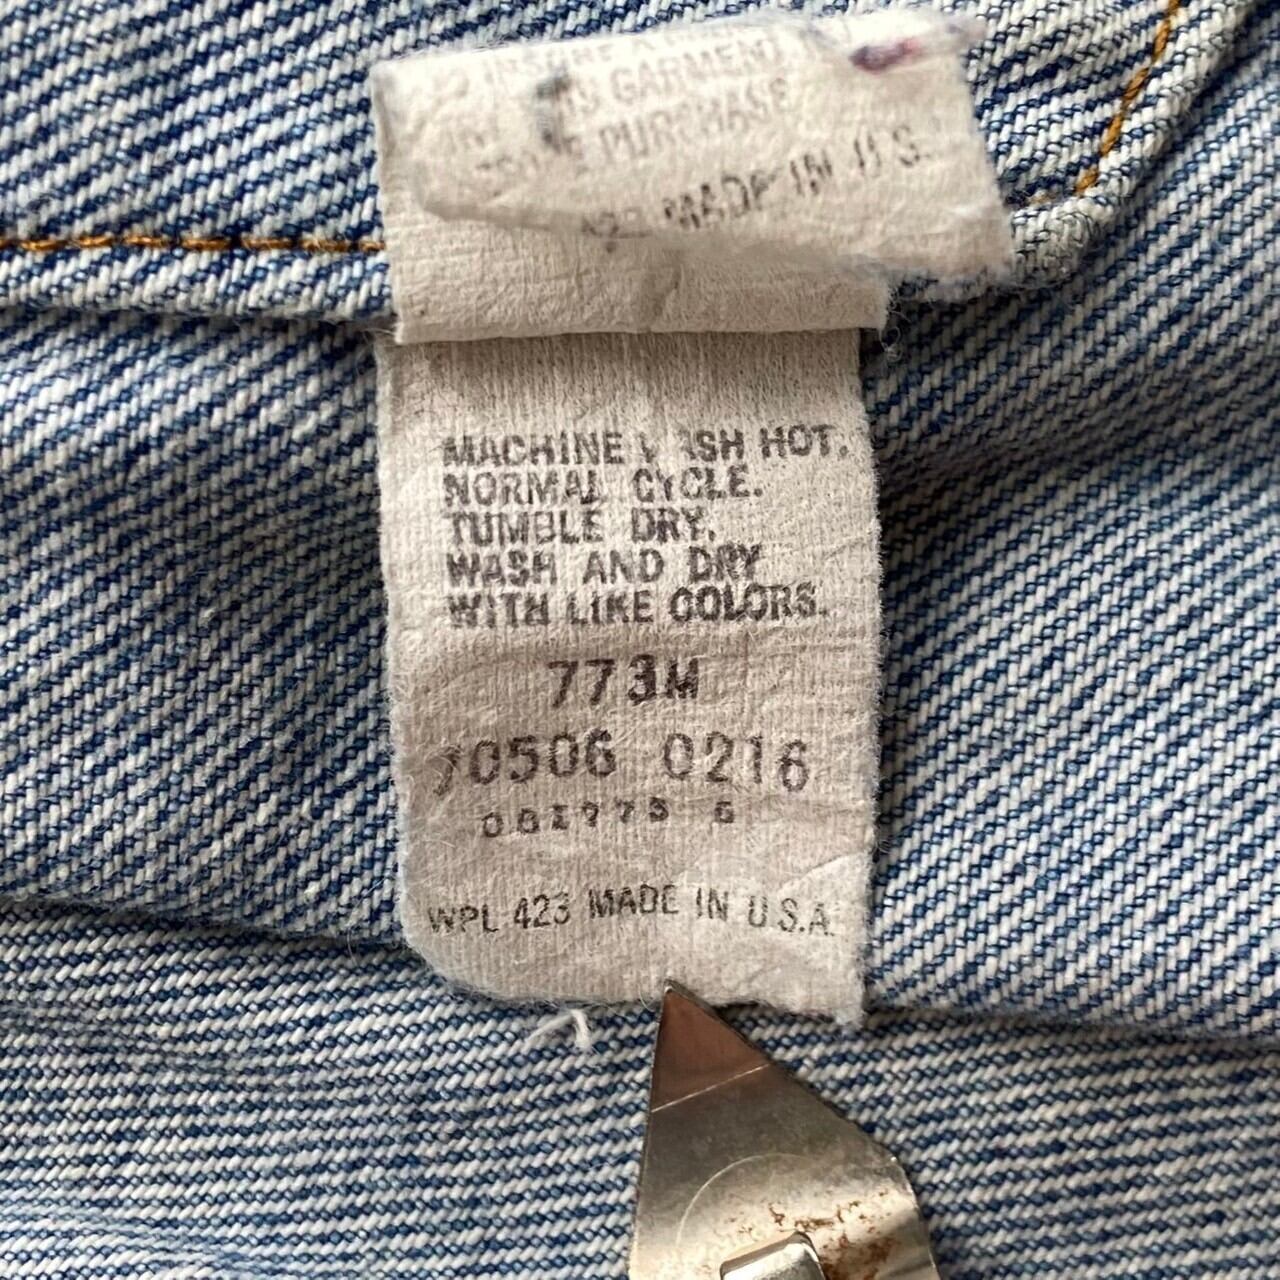 GARMENT
PURCHASE
MADE IN U.S.
MACHINE WASH HOT.
NORMAL CYCLE.
TUMBLE DRY.
WASH AND DRY
WITH LIKE COLORS.
773M
10506 0216
WPL 423 MADE IN U.S.A.